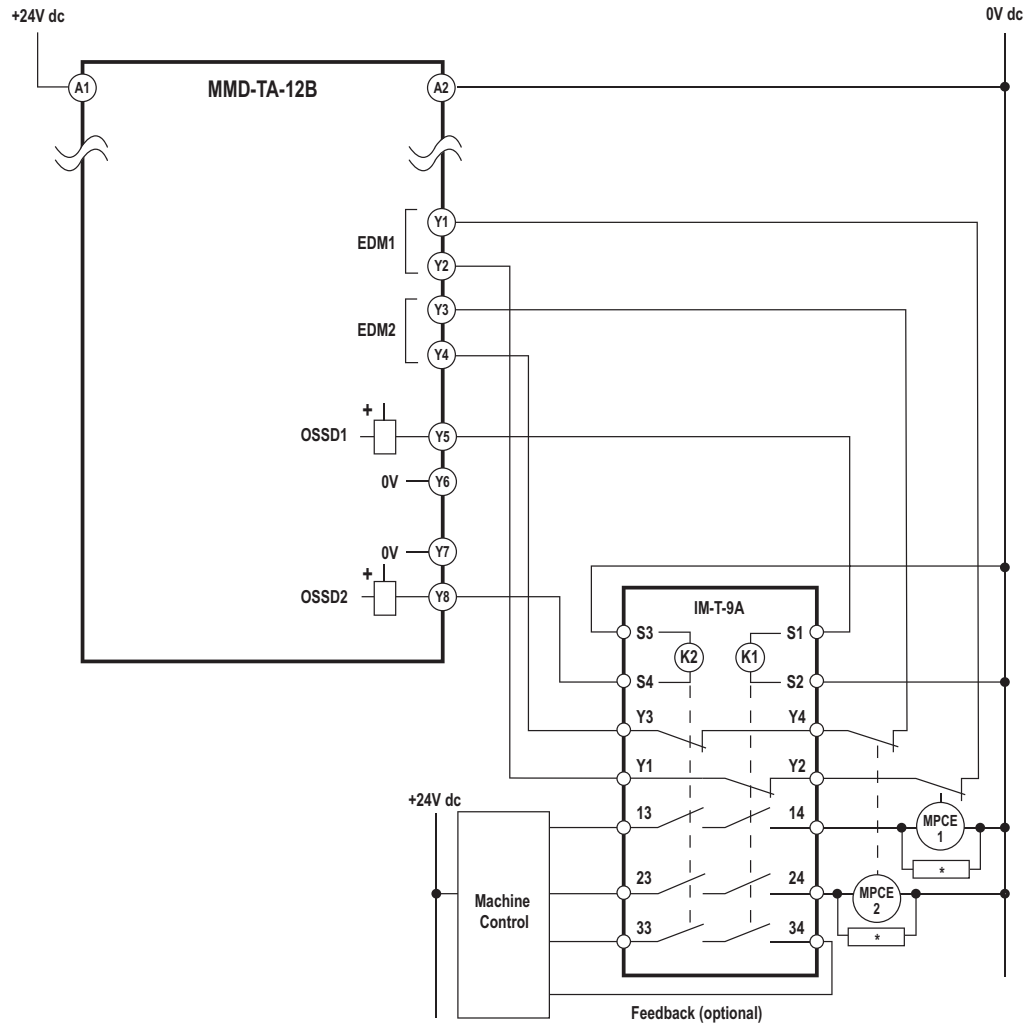 +24V dc
0V dc
A1
MMD-TA-12B
A2
Y1
EDM1
Y2
Y3
EDM2
Y4
+
OSSD1
Y5
0V
Y6
0V
Y7
+
OSSD2
Y8
IM-T-9A
S3
K2
K1
S1
S4
S2
Y3
Y4
Y1
Y2
+24V dc
13
14
MPCE
1
*
23
24
MPCE
2
*
Machine
Control
33
34
Feedback (optional)